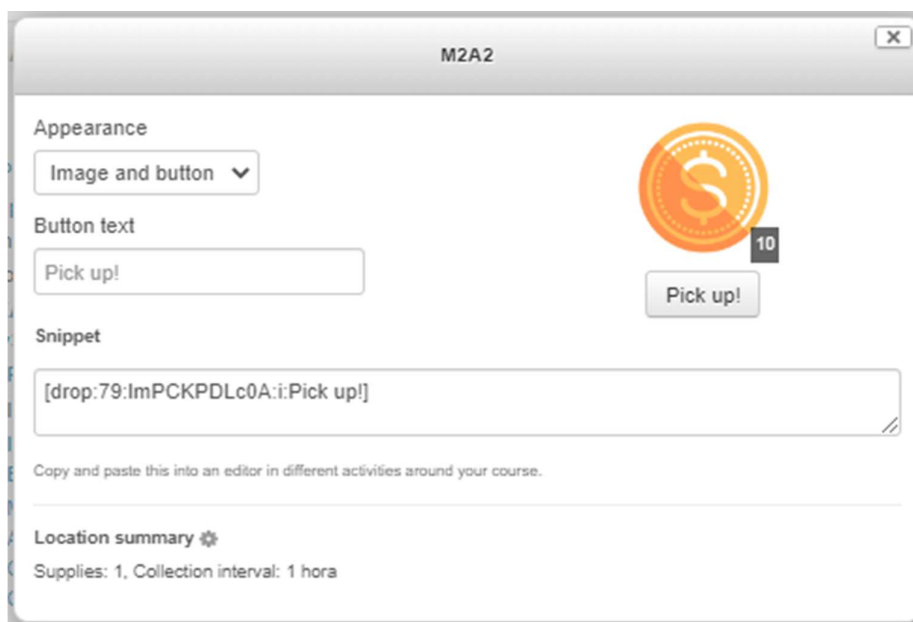 M2A2
Appearance
Image and button
Button text
Pick up!
10
Pick up!
Snippet
[drop:79:ImPCKPDLc0A:i:Pick up!]
Copy and paste this into an editor in different activities around your course.
Location summary
Supplies: 1, Collection interval: 1 hora